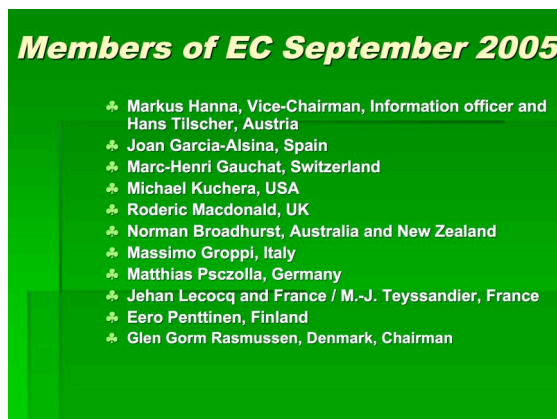 Members of EC September 2005
Markus Hanna, Vice-Chairman, Information officer and
Hans Tilscher, Austria
Joan Garcia-Alsina, Spain
Marc-Henri Gauchat, Switzerland
Michael Kuchera, USA
Roderic Macdonald, UK
Norman Broadhurst, Australia and New Zealand
Massimo Groppi, Italy
Matthias Psczolla, Germany
Jehan Lecocq and France / M.-J. Teyssandier, France
Eero Penttinen, Finland
Glen Gorm Rasmussen, Denmark, Chairman